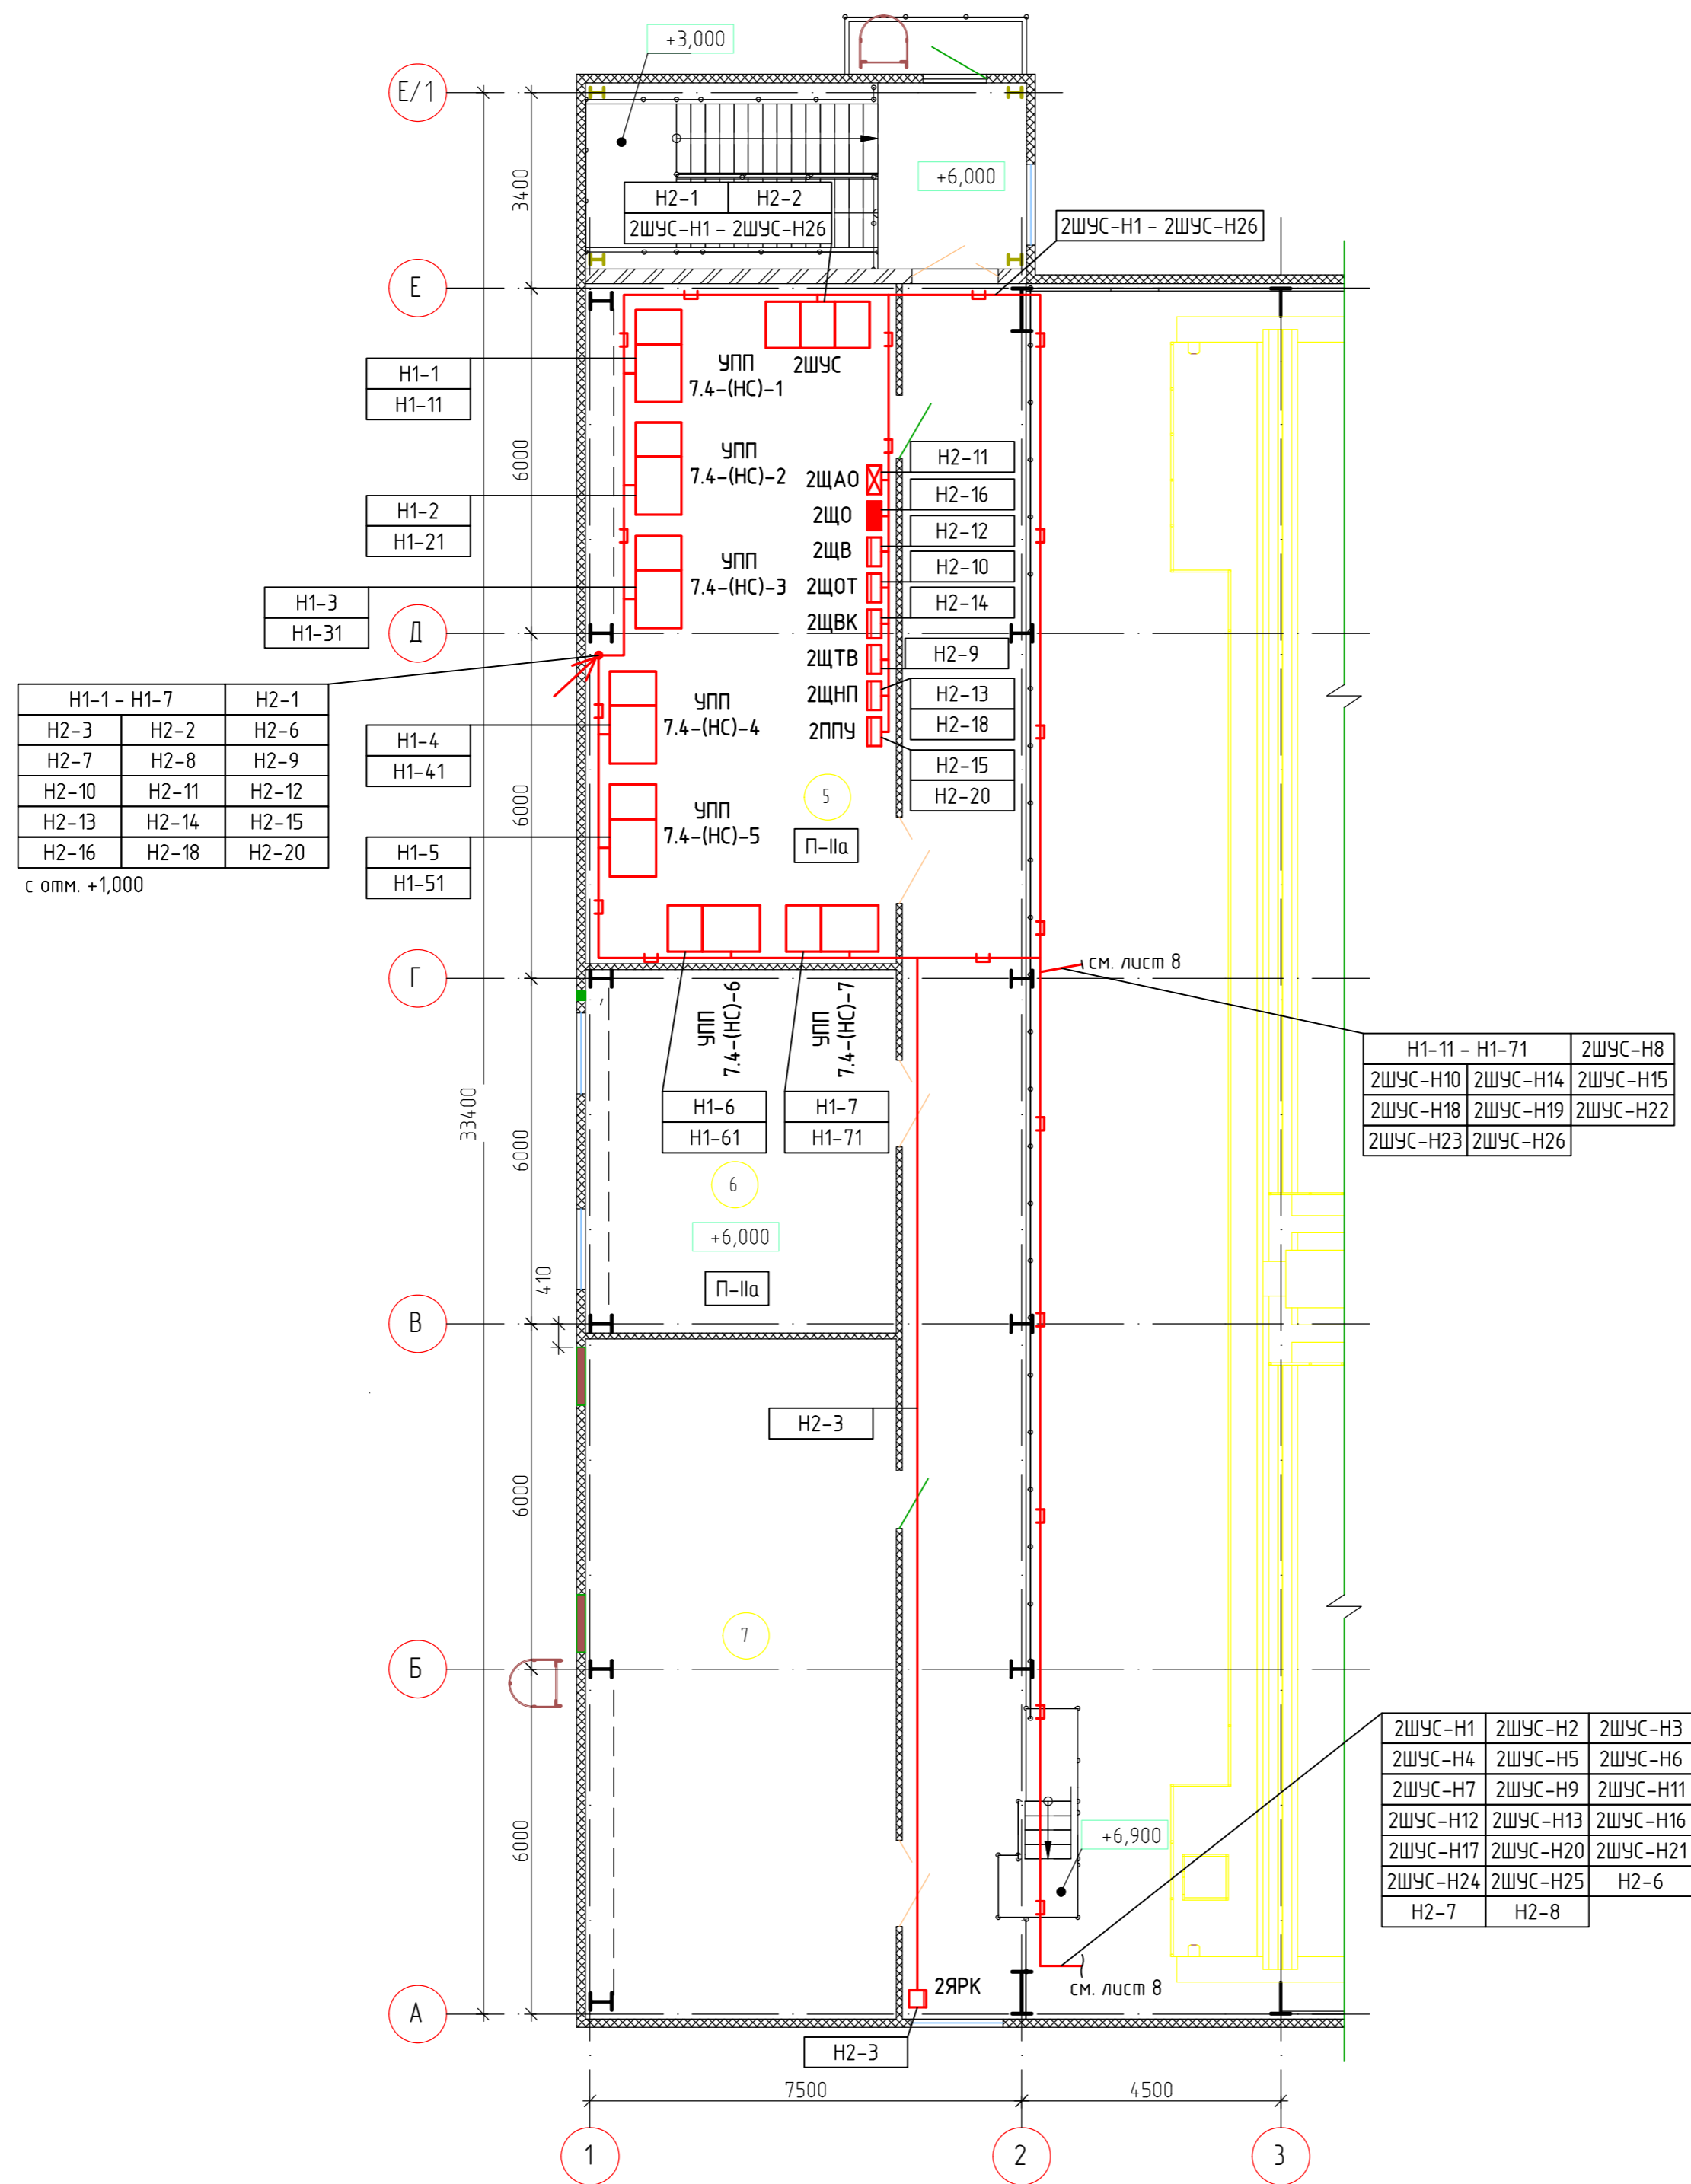 +3,000
Е/1
3400
+6,000
Н2-1 Н2-2
2ШУС-Н1 - 2ШУС-Н26
2ШУС-Н1 - 2ШУС-Н26
Е
УПП
7.4-(НС)-1
2ШУС
Н1-1
Н1-11
6000
УПП
7.4-(НС)-2
2ЩАО
Н2-11
Н2-16
Н1-2
Н1-21
2ЩО
2ЩВ
Н2-12
УПП
7.4-(НС)-3
2ЩОТ
Н2-10
Н1-3
Н1-31
2ЩВК
Н2-14
Д
2ЩТВ
Н2-9
Н1-1 - Н1-7 Н2-1
Н2-3 Н2-2 Н2-6
Н2-7 Н2-8 Н2-9
Н2-10 Н2-11 Н2-12
Н2-13 Н2-14 Н2-15
Н2-16 Н2-18 Н2-20
с отм. +1,000
2ЩНП
Н2-13
Н2-18
УПП
7.4-(НС)-4
2ППУ
Н2-15
Н2-20
Н1-4
Н1-41
6000
5
УПП
7.4-(НС)-5
П-IIа
Н1-5
Н1-51
Г
см. лист 8
УПП
7.4-(НС)-6
УПП
7.4-(НС)-7
Н1-11 - Н1-71 2ШУС-Н8
2ШУС-Н10 2ШУС-Н14 2ШУС-Н15
2ШУС-Н18 2ШУС-Н19 2ШУС-Н22
2ШУС-Н23 2ШУС-Н26
33400
6000
Н1-6
Н1-61
Н1-7
Н1-71
6
+6,000
П-IIа
410
В
Н2-3
6000
7
Б
2ШУС-Н1 2ШУС-Н2 2ШУС-Н3
2ШУС-Н4 2ШУС-Н5 2ШУС-Н6
2ШУС-Н7 2ШУС-Н9 2ШУС-Н11
2ШУС-Н12 2ШУС-Н13 2ШУС-Н16
2ШУС-Н17 2ШУС-Н20 2ШУС-Н21
2ШУС-Н24 2ШУС-Н25 Н2-6
Н2-7 Н2-8
6000
+6,900
2ЯРК
см. лист 8
А
Н2-3
7500
4500
1
2
3